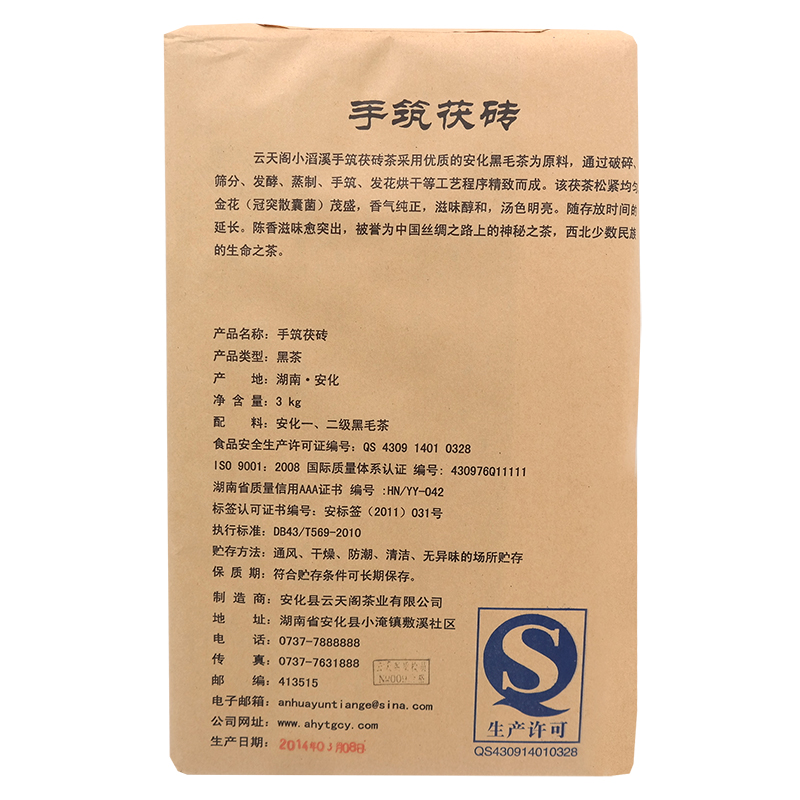 手筑茯砖
云天阁小滔溪手筑茯砖茶采用优质的安化黑毛茶为原料，通过破碎、
筛分、发酵、蒸制、手筑、发花烘干等工艺程序精致而成。该茯茶松紧均匀
金花（冠突散囊菌）茂盛，香气纯正，滋味醇和，汤色明亮。随存放时间的
延长。陈香滋味愈突出，被誉为中国丝绸之路上的神秘之茶，西北少数民族
的生命之茶。
产品名称：手筑茯砖
产品类型：黑茶
产 地：湖南·安化
净 含 量：3 kg
配 料：安化一、二级黑毛茶
食品安全生产许可证编号：QS 4309 1401 0328
ISO 9001：2008 国际质量体系认证 编号：430976Q11111
湖南省质量信用AAA证书 编号 :HN/YY-042
标签认可证书编号：安标签（2011）031号
执行标准：DB43/T569-2010
贮存方法：通风、干燥、防潮、清洁、无异味的场所贮存
保 质 期：符合贮存条件可长期保存。
制 造 商：安化县云天阁茶业有限公司
地 址：湖南省安化县小淹镇敷溪社区
电 话：0737-7888888
传 真：0737-7631888
邮 编：413515
电子邮箱：anhuayuntiange@sina.com
公司网址：www.ahytgcy.com
生产日期：
QS
生产许可
QS430914010328